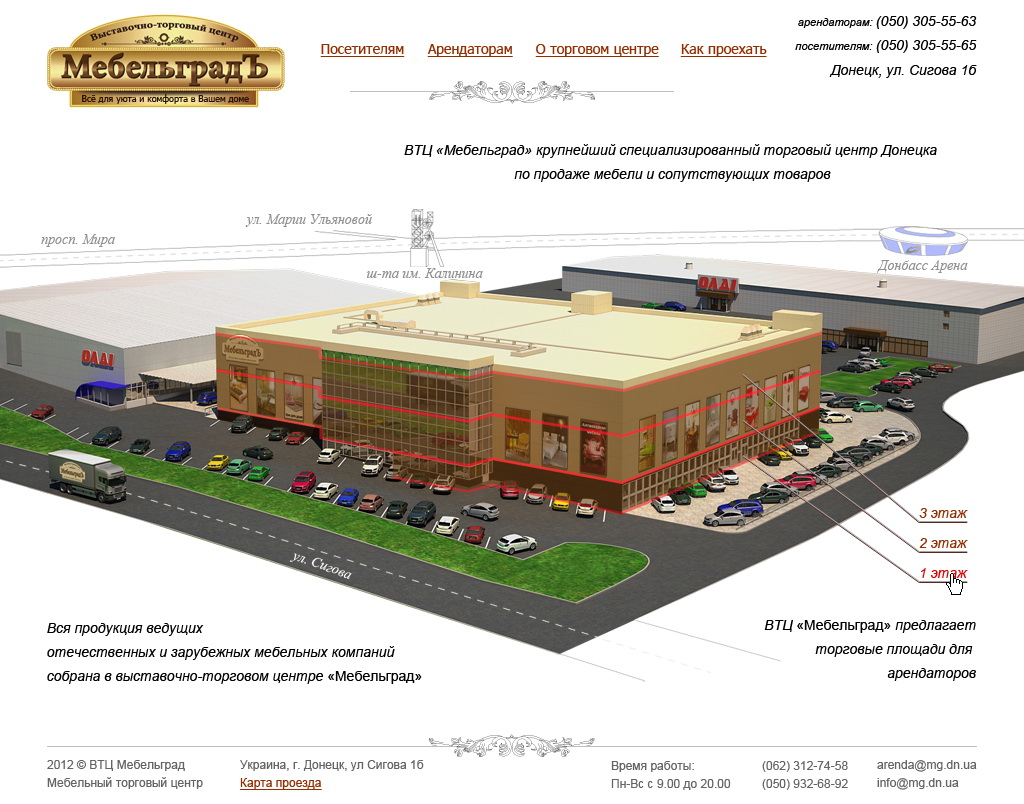 Выставочно-торговый центр
МебельградЪ
Всё для уюта и комфорта в Вашем доме
Посетителям Арендаторам О торговом центре Как проехать
арендаторам: (050) 305-55-63
посетителям: (050) 305-55-65
Донецк, ул. Сигова 1б
ВТЦ «Мебельград» крупнейший специализированный торговый центр Донецка
по продаже мебели и сопутствующих товаров
ул. Марии Ульяновой
просп. Мира
ш-та им. Калинина
Донбасс Арена
МебельградЪ
3 этаж
2 этаж
1 этаж
ул. Сигова
Вся продукция ведущих
отечественных и зарубежных мебельных компаний
собрана в выставочно-торговом центре «Мебельград»
ВТЦ «Мебельград» предлагает
торговые площади для
арендаторов
2012 © ВТЦ Мебельград
Мебельный торговый центр
Украина, г. Донецк, ул Сигова 1б
Карта проезда
Время работы:
Пн-Вс с 9.00 до 20.00
(062) 312-74-58
(050) 932-68-92
arenda@mg.dn.ua
info@mg.dn.ua